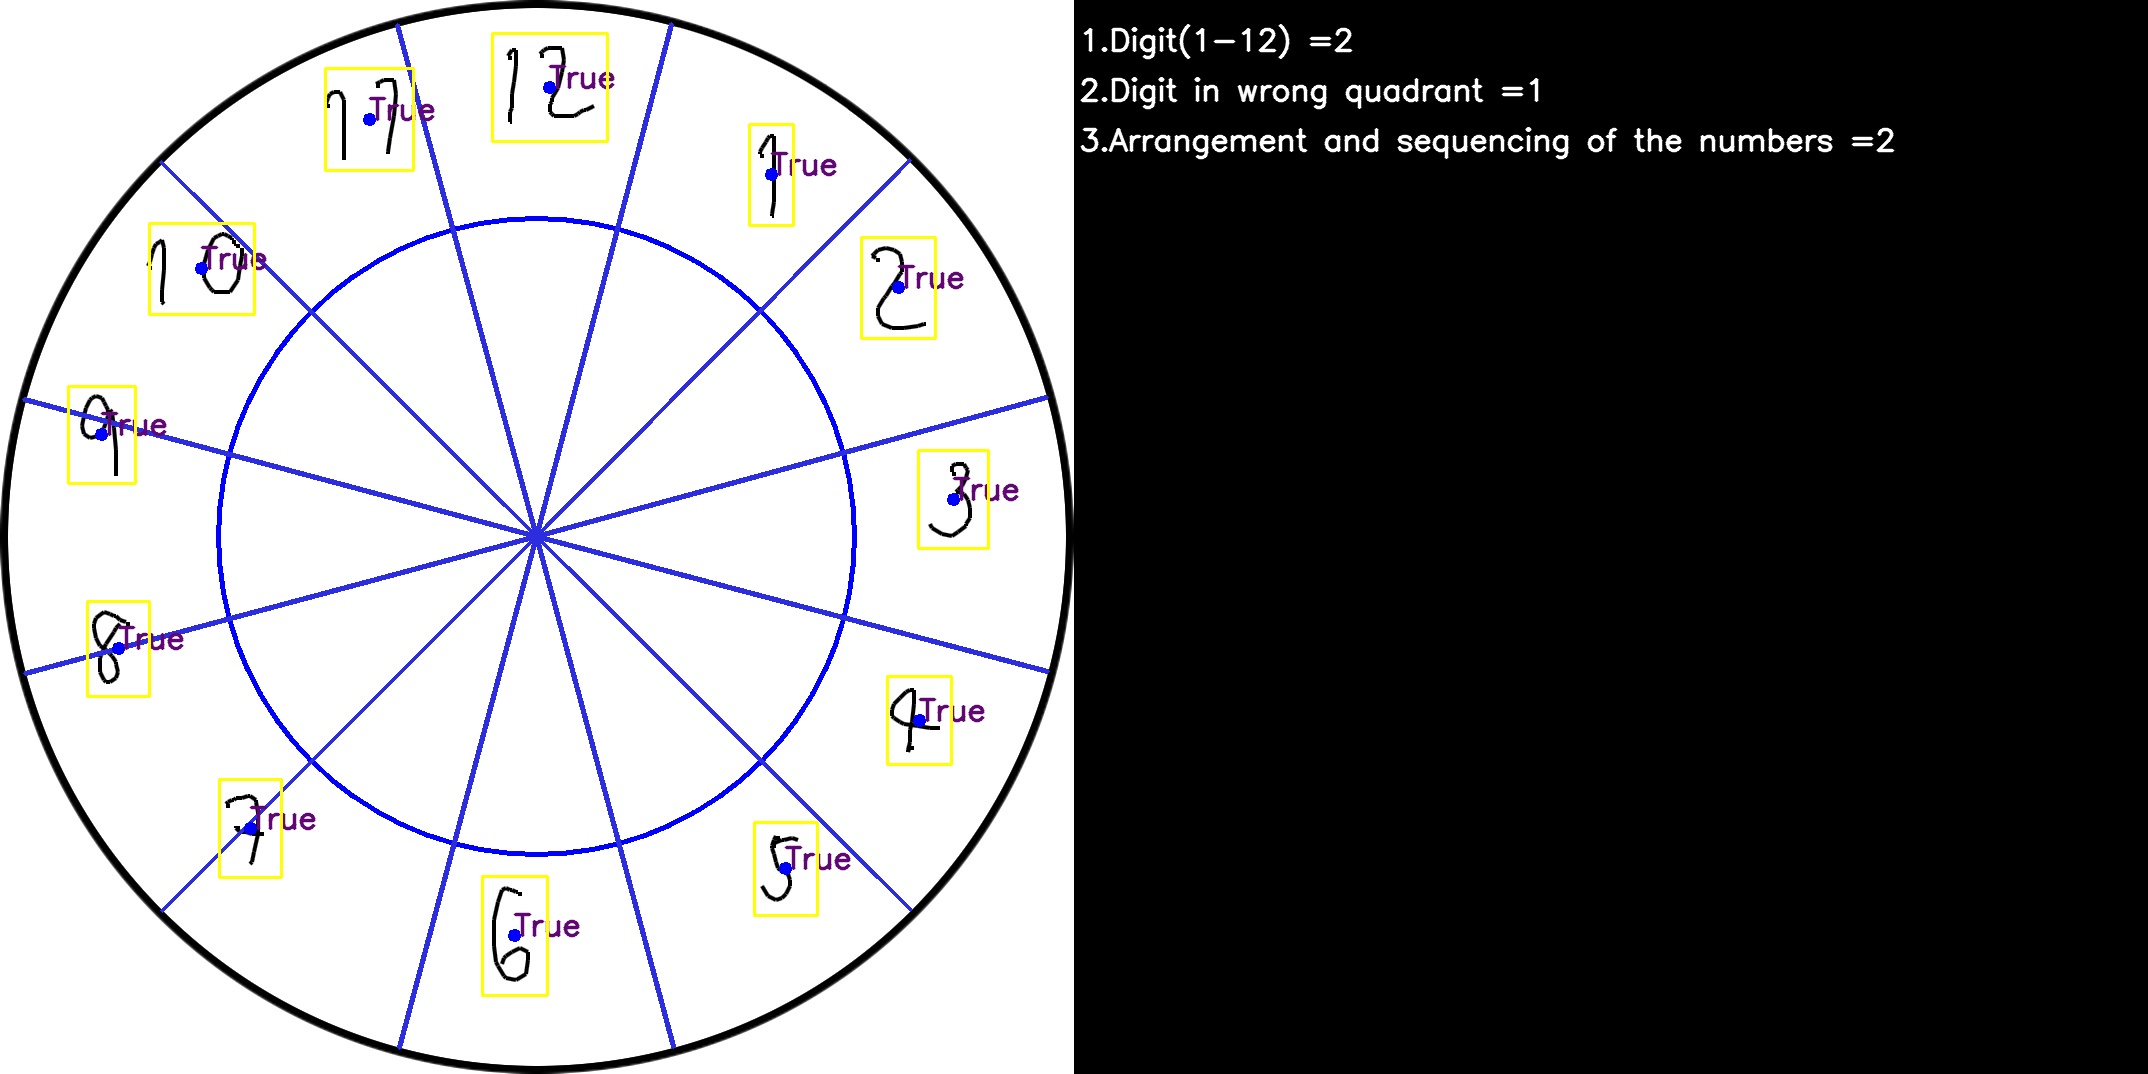 1.Digit(1-12) =2
2.Digit in wrong quadrant =1
3.Arrangement and sequencing of the numbers =2
12 True
11 True
1 True
10 True
2 True
9 True
3 True
8 True
4 True
7 True
5 True
6 True